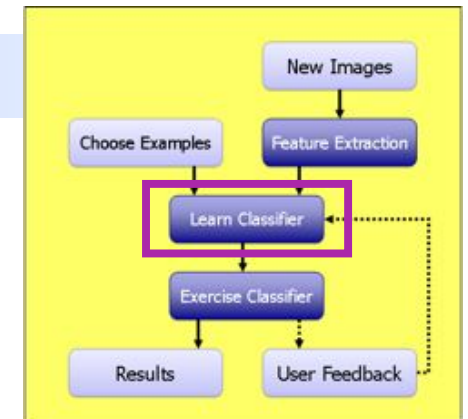 New Images
Choose Examples
Feature Extraction
Learn Classifier
Exercise Classifier
Results
User Feedback